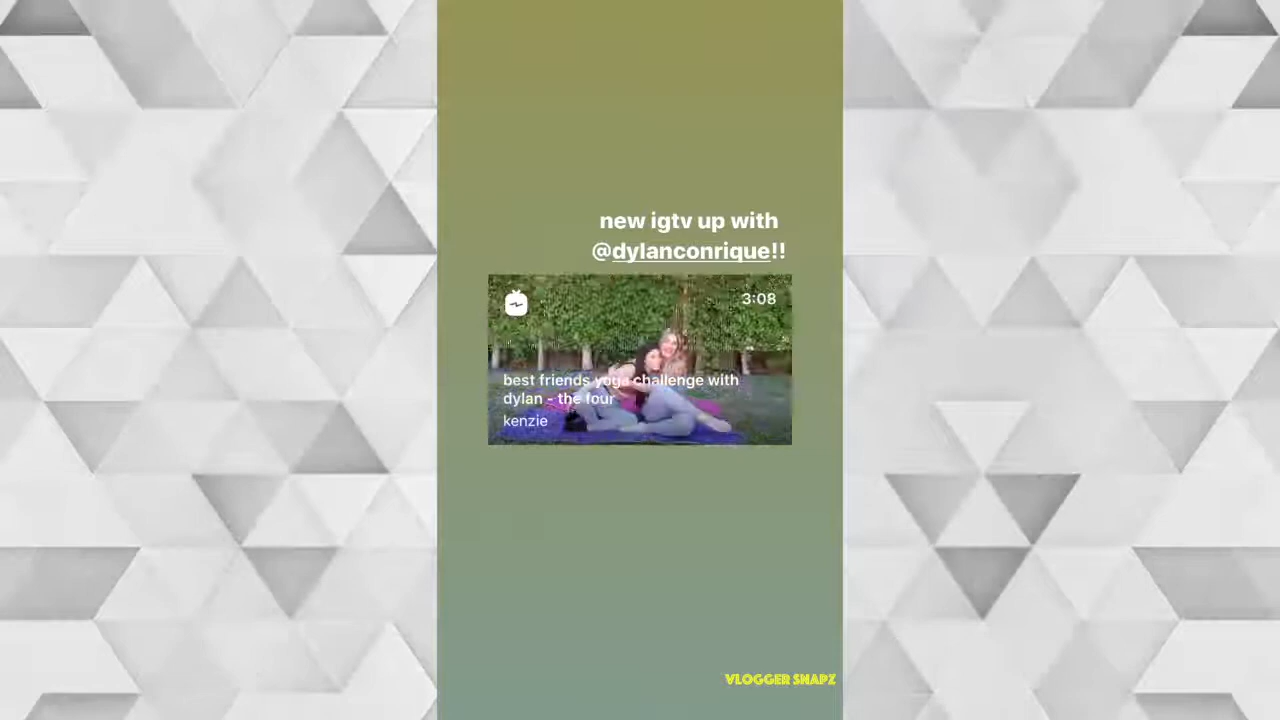 new igtv up with
@dylanconrique!!
3:08
best friends yoga challenge with
dylan - the four
kenzie
VLOGGER SNAPZ